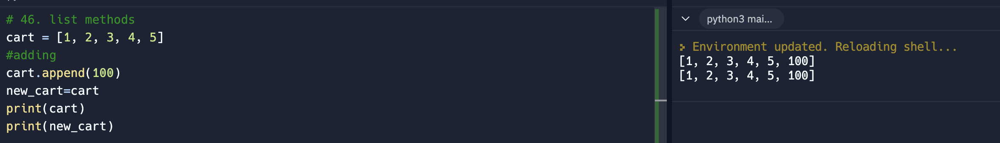 # 46. list methods
cart = [1, 2, 3, 4, 5]
#adding
cart.append(100)
new_cart=cart
print(cart)
print(new_cart)
python3 mai...
Environment updated. Reloading shell...
[1, 2, 3, 4, 5, 100]
[1, 2, 3, 4, 5, 100]